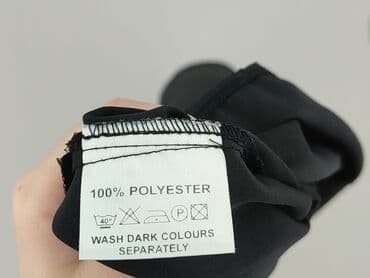 100% POLYESTER
40° P
WASH DARK COLOURS
SEPARATELY